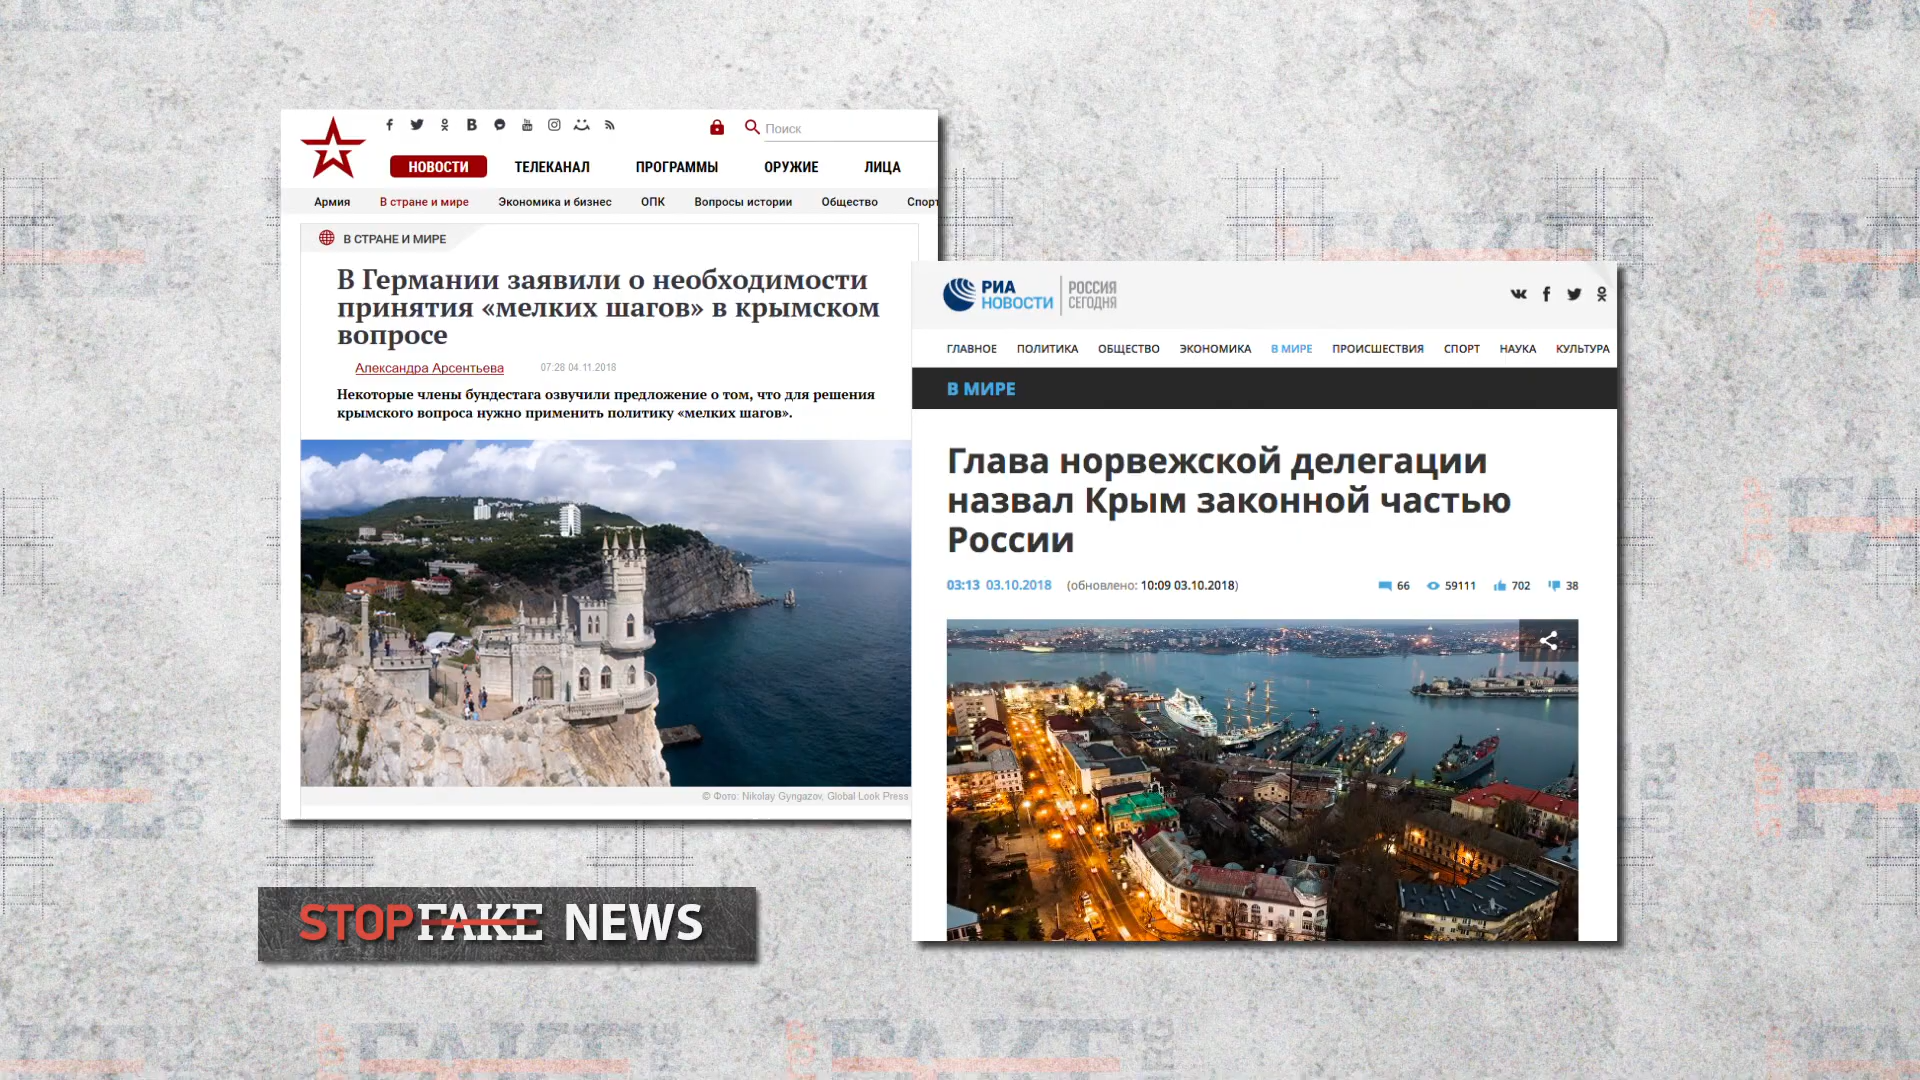 Поиск
НОВОСТИ ТЕЛЕКАНАЛ ПРОГРАММЫ ОРУЖИЕ ЛИЦА
Армия В стране и мире Экономика и бизнес ОПК Вопросы истории Общество Спорт
В СТРАНЕ И МИРЕ
В Германии заявили о необходимости
принятия «мелких шагов» в крымском
вопросе
Александра Арсентьева 07:28 04.11.2018
Некоторые члены бундестага озвучили предложение о том, что для решения
крымского вопроса нужно применить политику «мелких шагов».
© Фото: Nikolay Gyngazov, Global Look Press
РИА
НОВОСТИ
РОССИЯ
СЕГОДНЯ
ГЛАВНОЕ ПОЛИТИКА ОБЩЕСТВО ЭКОНОМИКА В МИРЕ ПРОИСШЕСТВИЯ СПОРТ НАУКА КУЛЬТУРА
В МИРЕ
Глава норвежской делегации
назвал Крым законной частью
России
03:13 03.10.2018 (обновлено: 10:09 03.10.2018) 66 59111 702 38
STOPFAKE NEWS